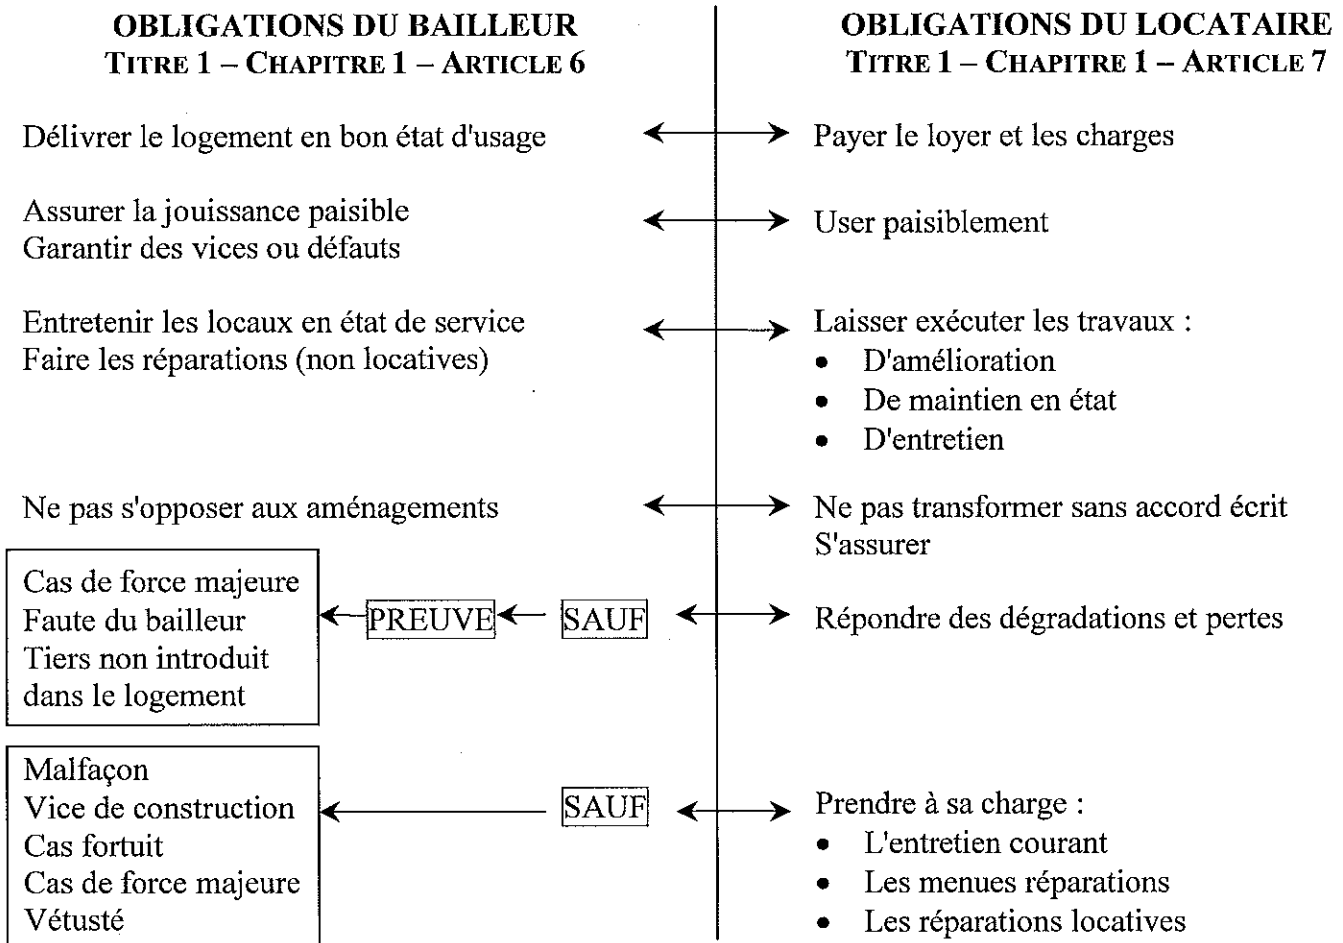 OBLIGATIONS DU BAILLEUR
TITRE 1 – CHAPITRE 1 – ARTICLE 6
OBLIGATIONS DU LOCATAIRE
TITRE 1 – CHAPITRE 1 – ARTICLE 7
Délivrer le logement en bon état d'usage
Payer le loyer et les charges
Assurer la jouissance paisible
Garantir des vices ou défauts
User paisiblement
Entretenir les locaux en état de service
Faire les réparations (non locatives)
Laisser exécuter les travaux :
• D'amélioration
• De maintien en état
• D'entretien
Ne pas s'opposer aux aménagements
Ne pas transformer sans accord écrit
S'assurer
Cas de force majeure
Faute du bailleur
Tiers non introduit
dans le logement
PREUVE
SAUF
Répondre des dégradations et pertes
Malfaçon
Vice de construction
Cas fortuit
Cas de force majeure
Vétusté
SAUF
Prendre à sa charge :
• L'entretien courant
• Les menues réparations
• Les réparations locatives